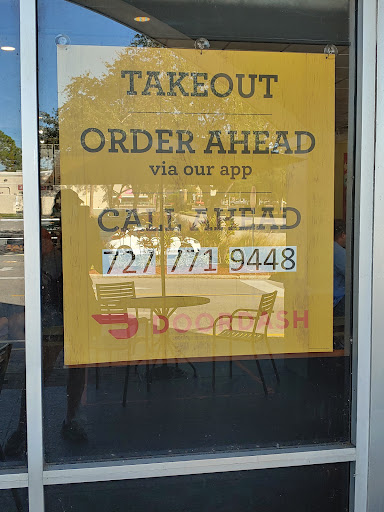 TAKEOUT
ORDER AHEAD
via our app
CALL AHEAD
727 771 9448
DOORDASH